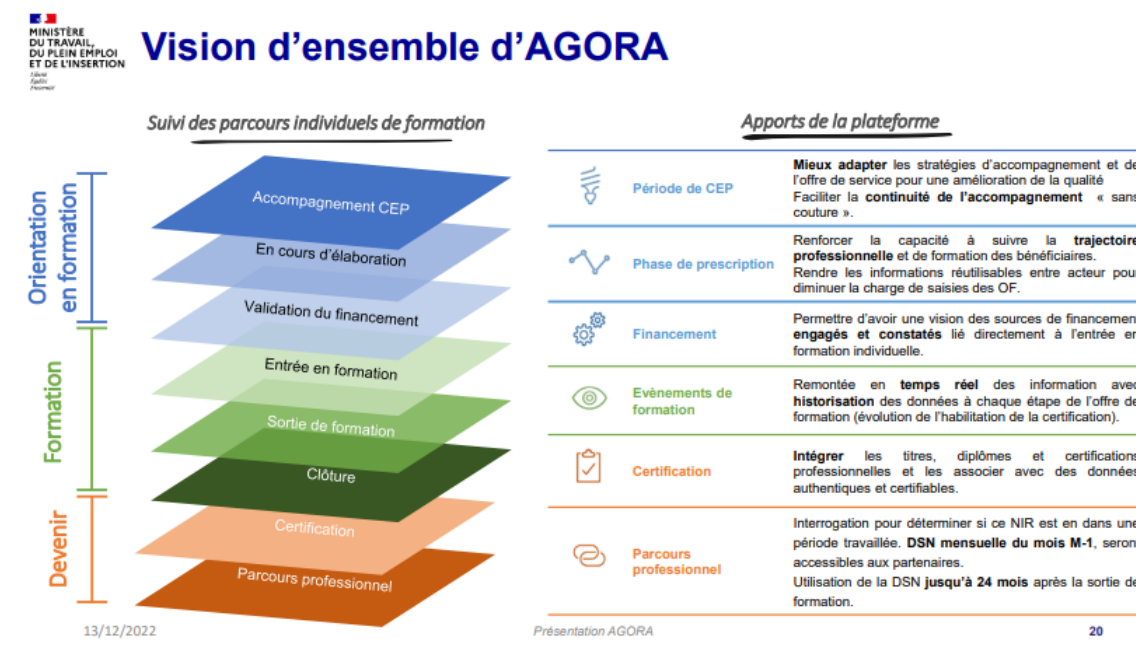 MINISTÈRE
DU TRAVAIL,
DU PLEIN EMPLOI
ET DE L'INSERTION
Liberté
Égalité
Fraternité
Vision d'ensemble d'AGORA
Suivi des parcours individuels de formation
Orientation
en formation
Formation
Devenir
Accompagnement CEP
En cours d'élaboration
Validation du financement
Entrée en formation
Sortie de formation
Clôture
Certification
Parcours professionnel
Apports de la plateforme
Période de CEP
Mieux adapter les stratégies d'accompagnement et de
l'offre de service pour une amélioration de la qualité
Faciliter la continuité de l'accompagnement « sans
couture ».
Phase de prescription
Renforcer la capacité à suivre la trajectoire
professionnelle et de formation des bénéficiaires.
Rendre les informations réutilisables entre acteur pour
diminuer la charge de saisies des OF.
Financement
Permettre d'avoir une vision des sources de financemen
engagés et constatés lié directement à l'entrée en
formation individuelle.
Evènements de
formation
Remontée en temps réel des information avec
historisation des données à chaque étape de l'offre de
formation (évolution de l'habilitation de la certification).
Certification
Intégrer les titres, diplômes et certifications
professionnelles et les associer avec des données
authentiques et certifiables.
Parcours
professionnel
Interrogation pour déterminer si ce NIR est en dans une
période travaillée. DSN mensuelle du mois M-1, seron
accessibles aux partenaires.
Utilisation de la DSN jusqu'à 24 mois après la sortie de
formation.
13/12/2022
Présentation AGORA
20